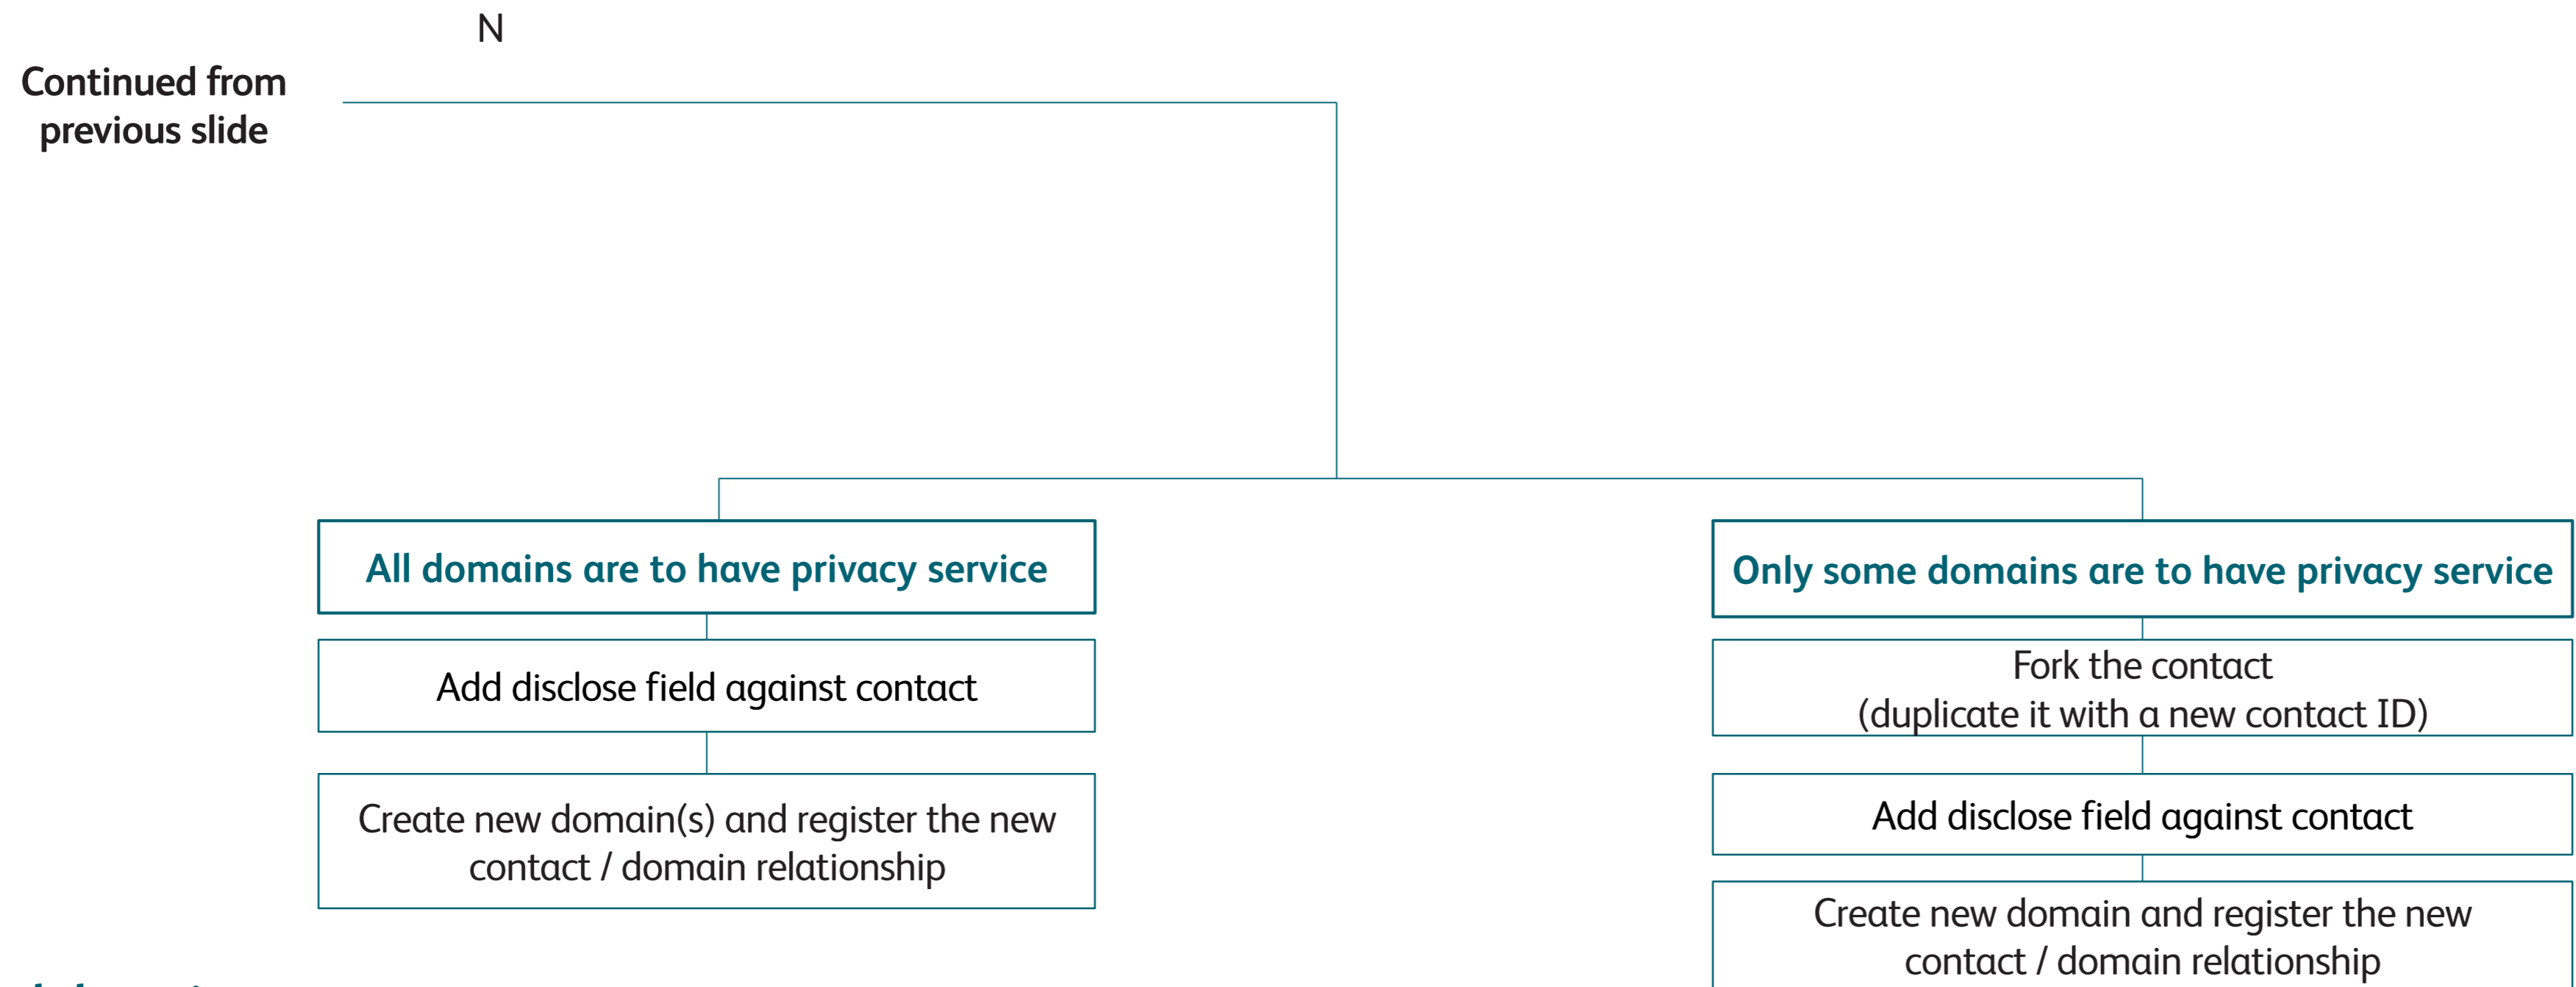 N
Continued from
previous slide
All domains are to have privacy service
Only some domains are to have privacy service
Add disclose field against contact
Fork the contact
(duplicate it with a new contact ID)
Create new domain(s) and register the new
contact / domain relationship
Add disclose field against contact
Create new domain and register the new
contact / domain relationship